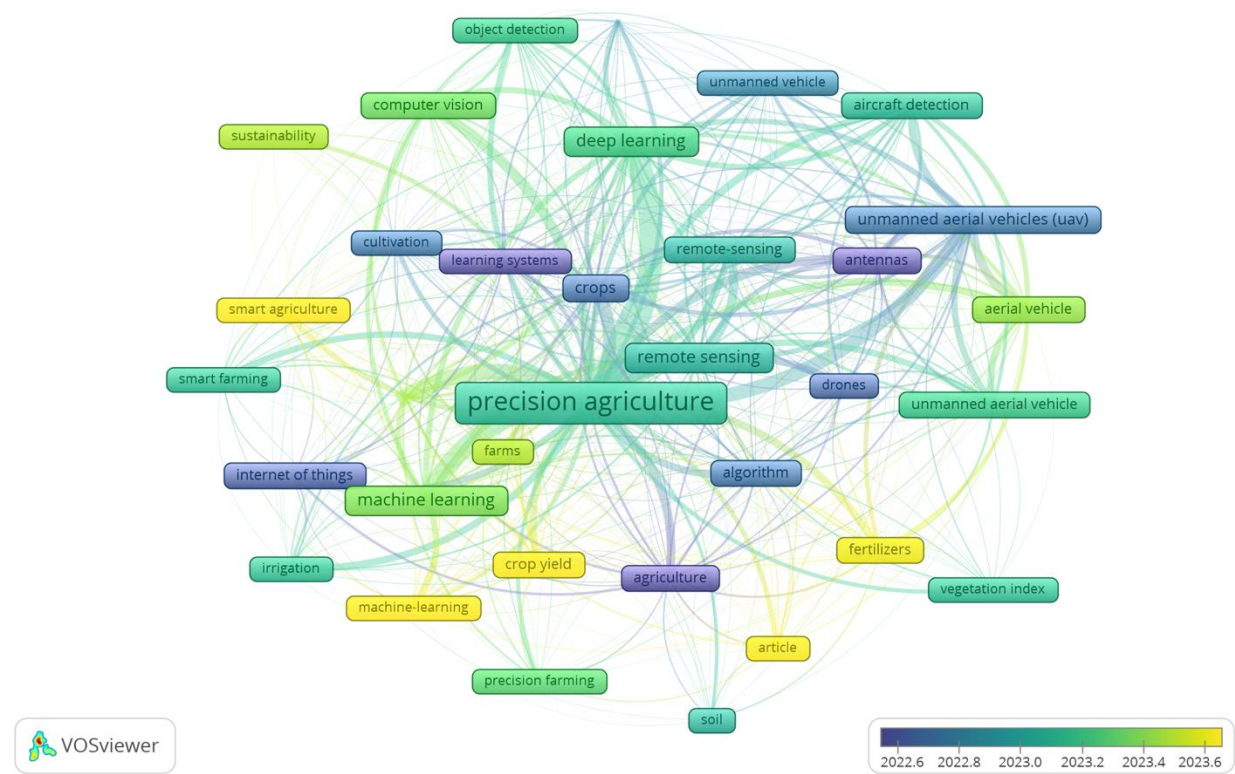 object detection
unmanned vehicle
computer vision
aircraft detection
sustainability
deep learning
unmanned aerial vehicles (uav)
cultivation
learning systems
remote-sensing
antennas
crops
smart agriculture
aerial vehicle
remote sensing
smart farming
drones
precision agriculture
unmanned aerial vehicle
farms
internet of things
algorithm
machine learning
fertilizers
irrigation
crop yield
agriculture
vegetation index
machine-learning
article
precision farming
soil
VOSviewer
2022.6 2022.8 2023.0 2023.2 2023.4 2023.6